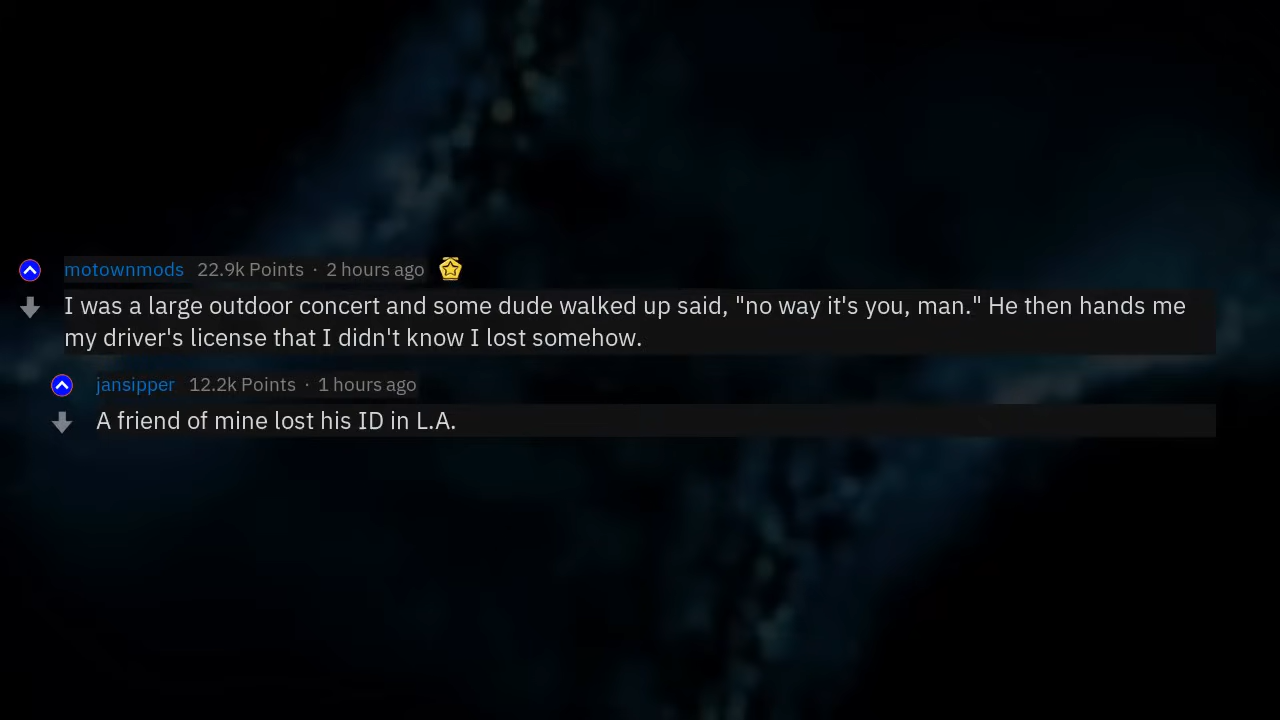 motownmods 22.9k Points · 2 hours ago
I was a large outdoor concert and some dude walked up said, "no way it's you, man." He then hands me
my driver's license that I didn't know I lost somehow.
jansipper 12.2k Points · 1 hours ago
A friend of mine lost his ID in L.A.